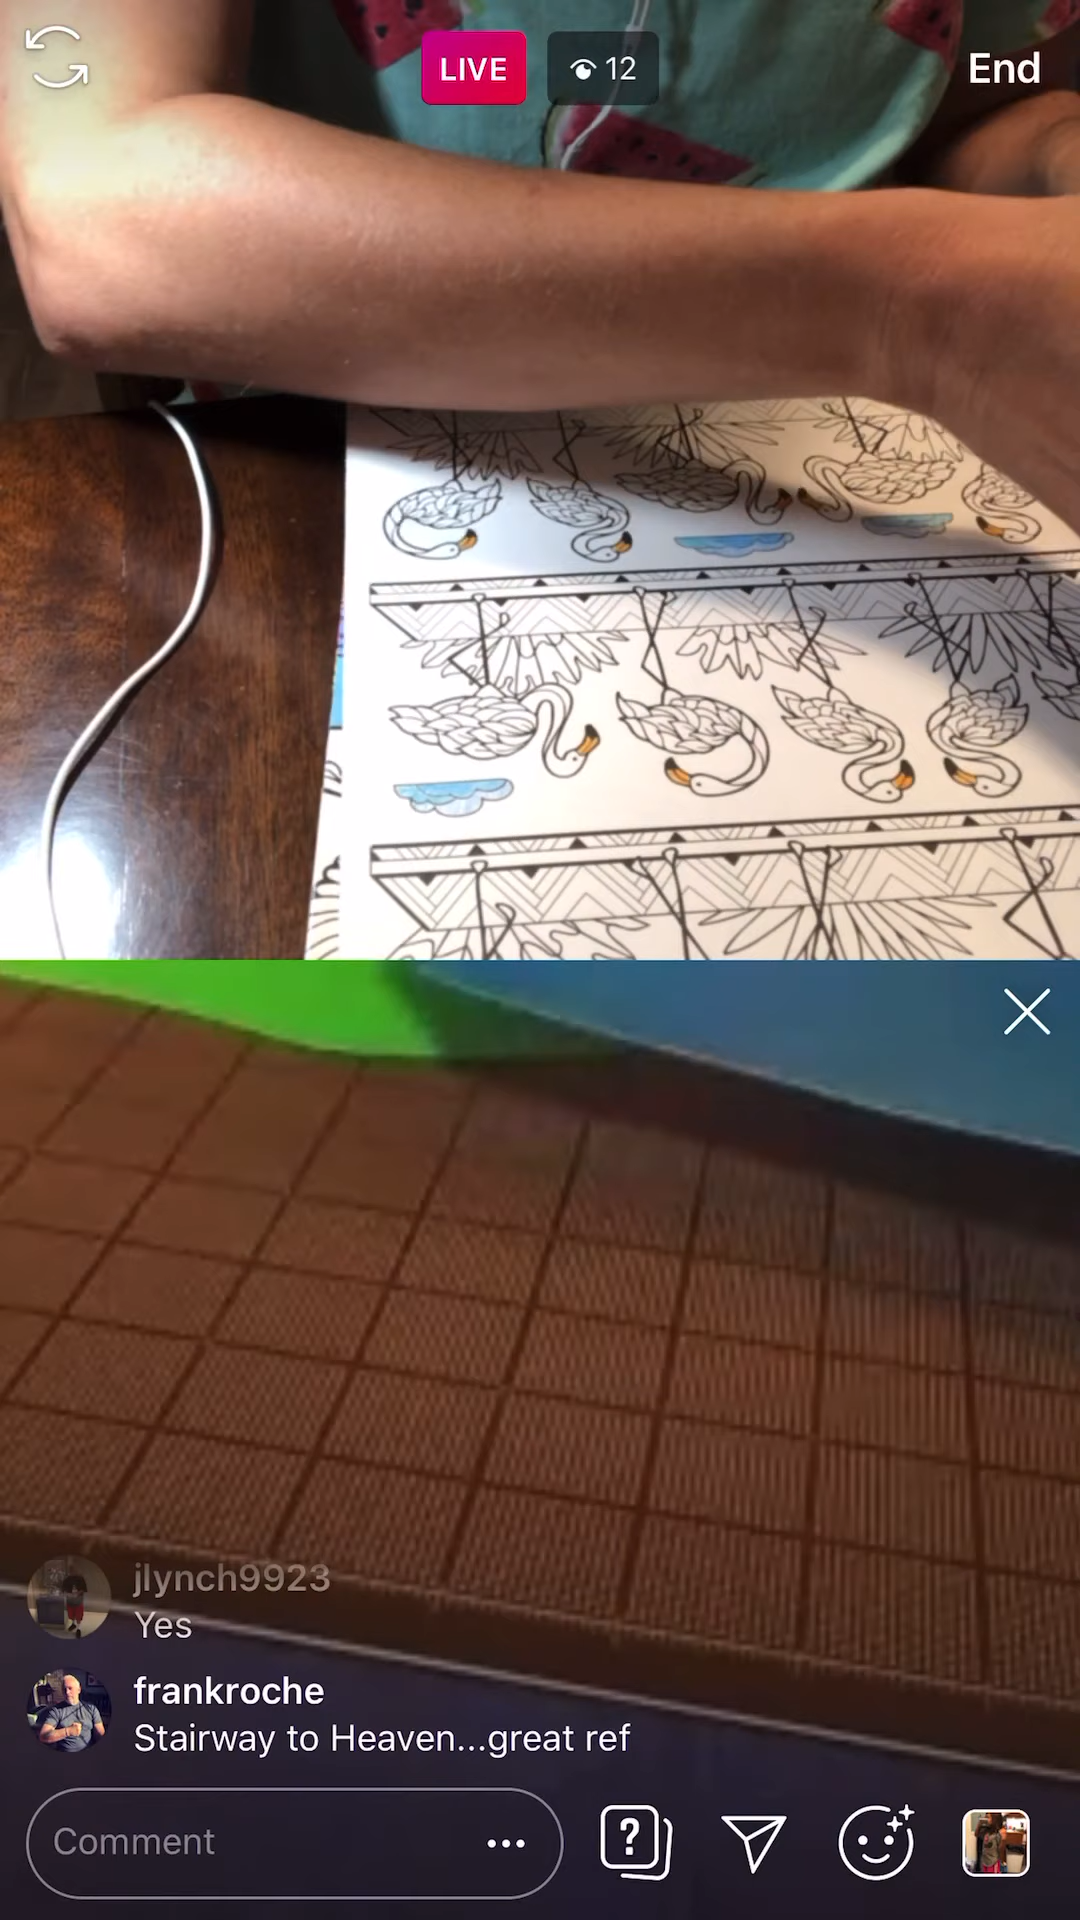 LIVE
12
End
jlynch9923
Yes
frankroche
Stairway to Heaven...great ref
Comment
?